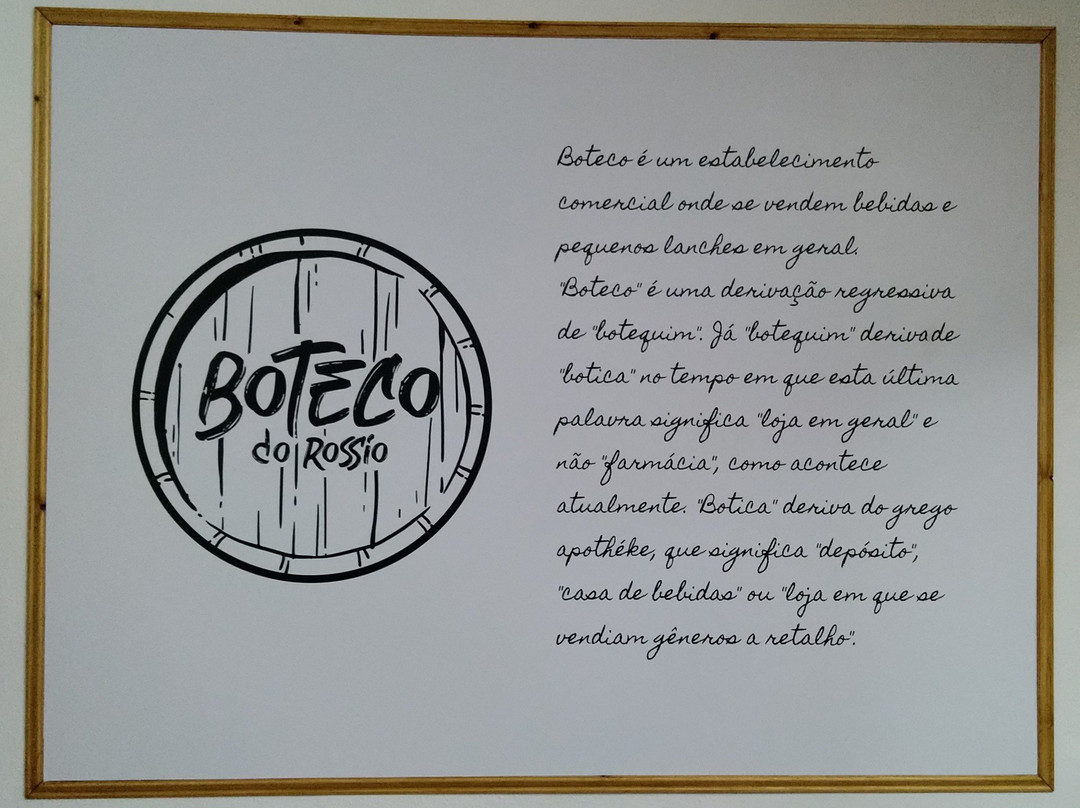 BOTECO
do Rossio
Boteco é um estabelecimento
comercial onde se vendem bebidas e
pequenos lanches em geral.
"Boteco" é uma derivação regressiva
de "botequim". Já "botequim" deriva de
"botica" no tempo em que esta última
palavra significa "loja em geral" e
não "farmácia", como acontece
atualmente. "Botica" deriva do grego
apothéke, que significa "depósito",
"casa de bebidas" ou "loja em que se
vendiam gêneros a retalho".